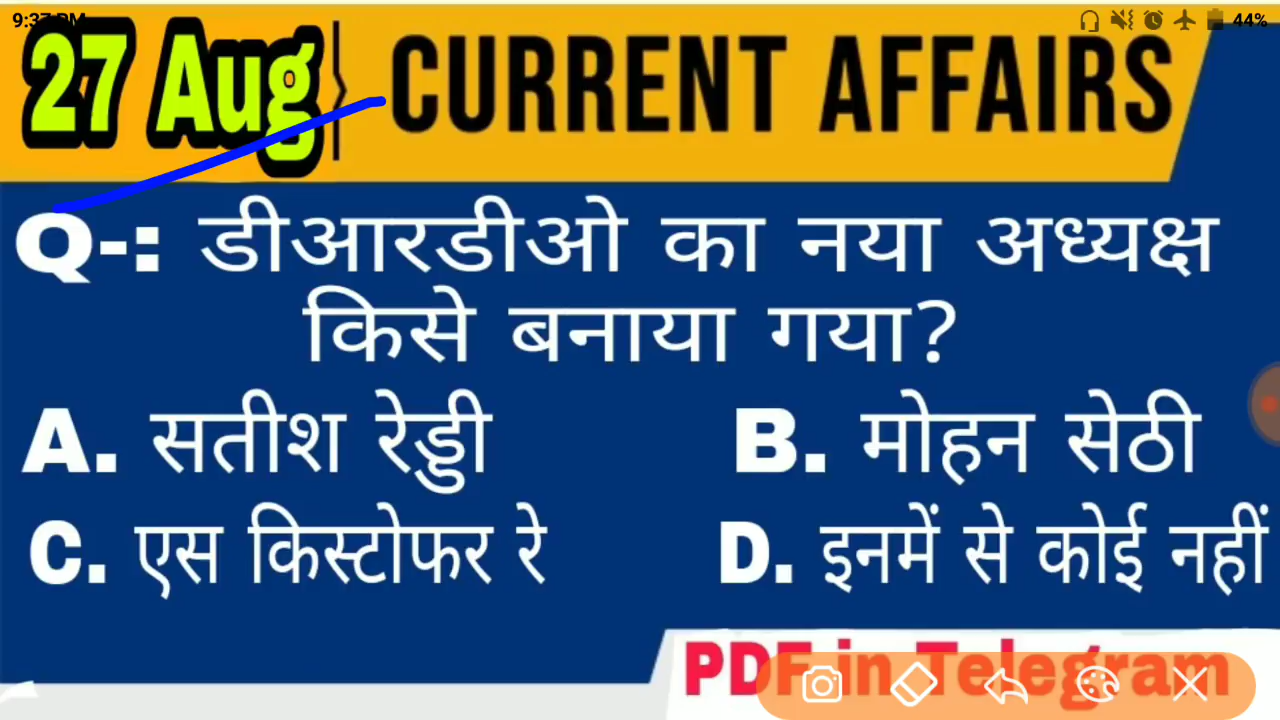 9:37 PM 44%
27 Aug CURRENT AFFAIRS
Q-: डीआरडीओ का नया अध्यक्ष
किसे बनाया गया?
A. सतीश रेड्डी B. मोहन सेठी
C. एस किस्टोफर रे D. इनमें से कोई नहीं
PDF in Telegram